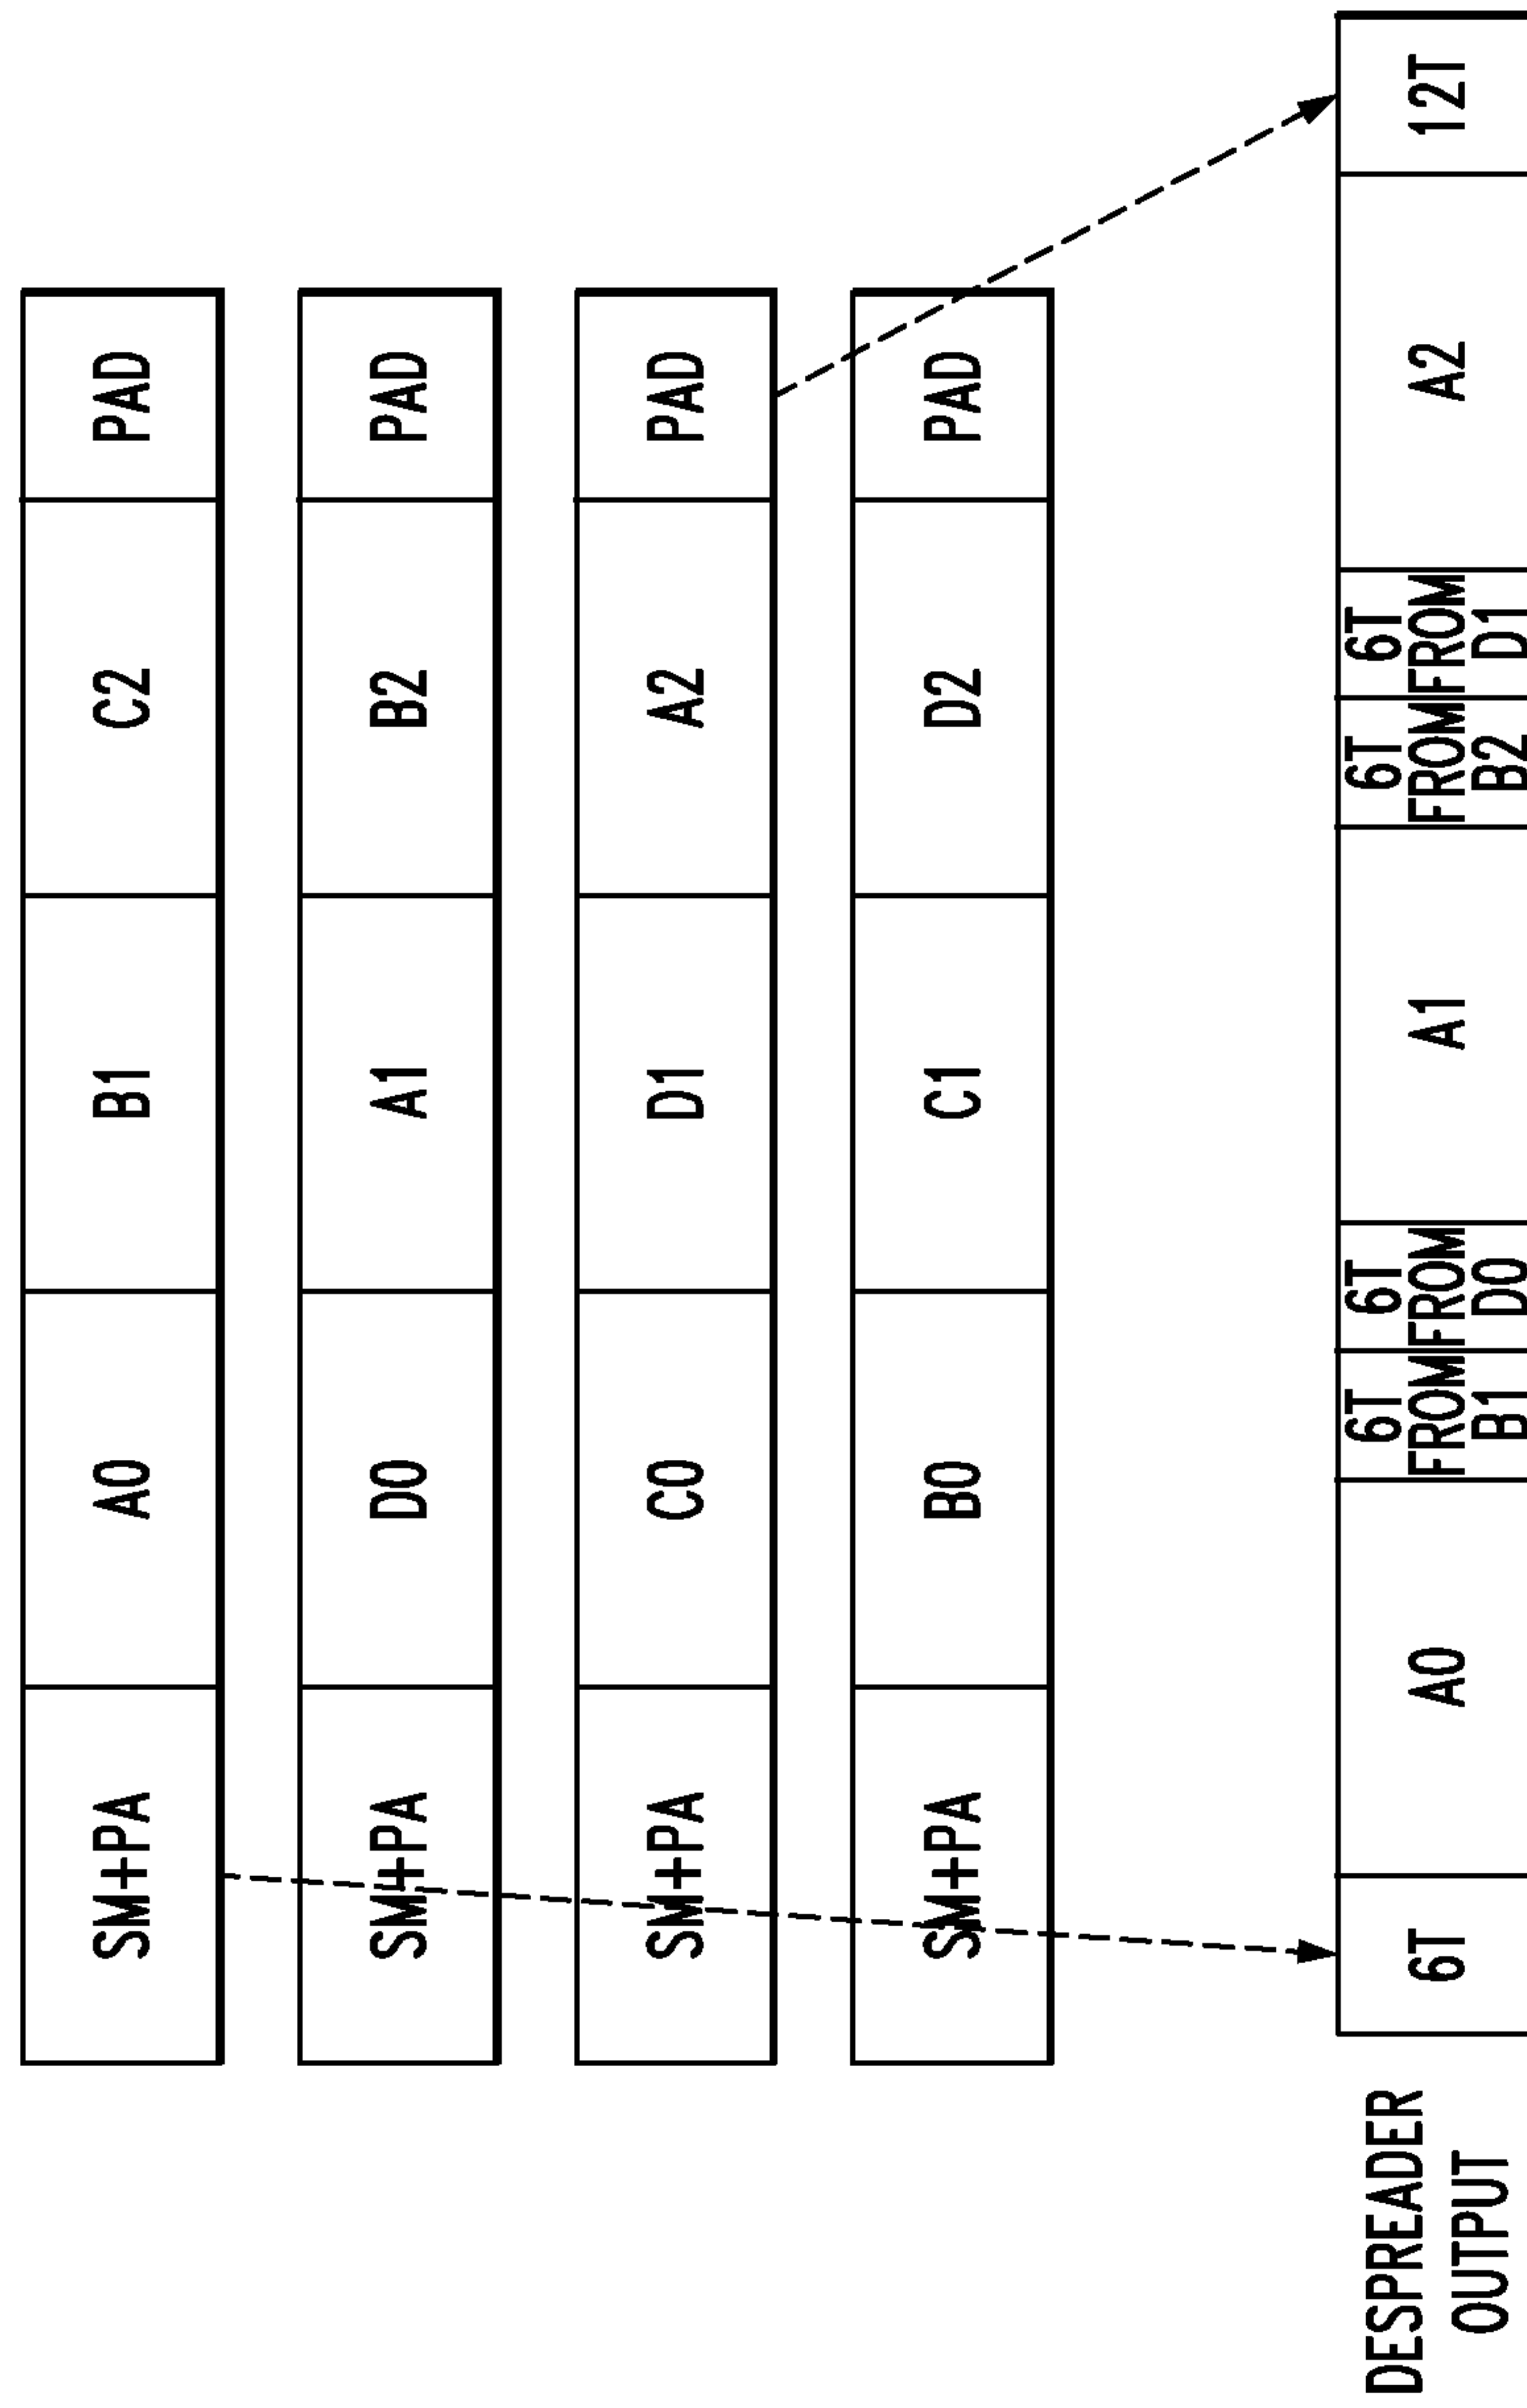 SM+PA A0 B1 C2 PAD
SM+PA D0 A1 B2 PAD
SM+PA C0 D1 A2 PAD
SM+PA B0 C1 D2 PAD
DESPREADER
OUTPUT
6T
A0
6T
FROM
B1
6T
FROM
D0
A1
6T
FROM
B2
6T
FROM
D1
A2
12T